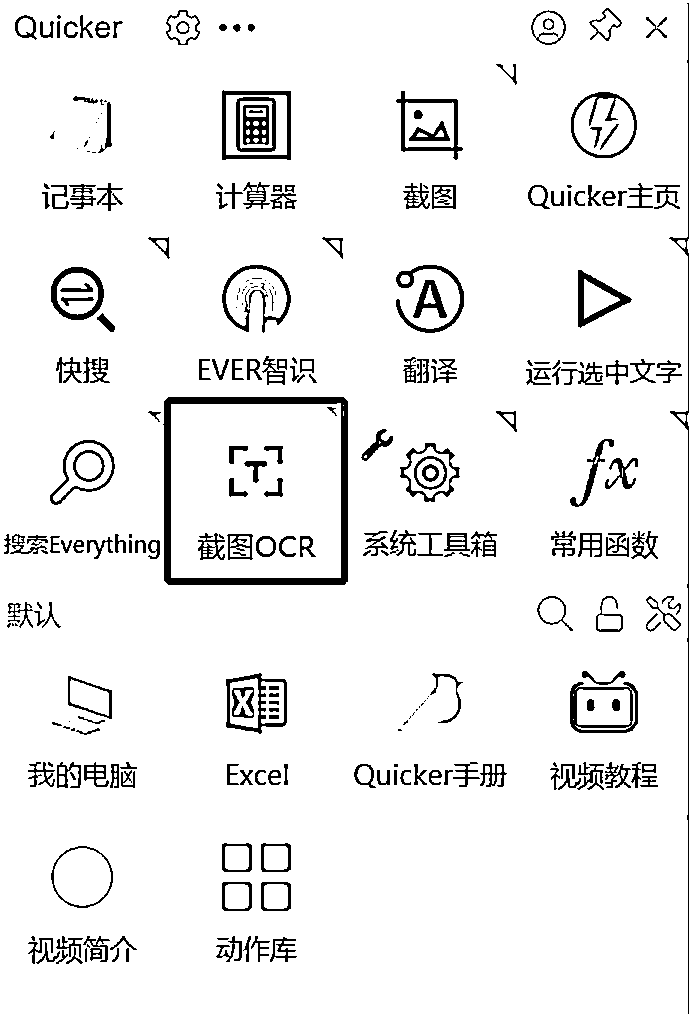 Quicker
记事本 计算器 截图 Quicker主页
快搜 EVER智识 翻译 运行选中文字
搜索Everything 截图OCR 系统工具箱 常用函数
默认
我的电脑 Excel Quicker手册 视频教程
视频简介 动作库